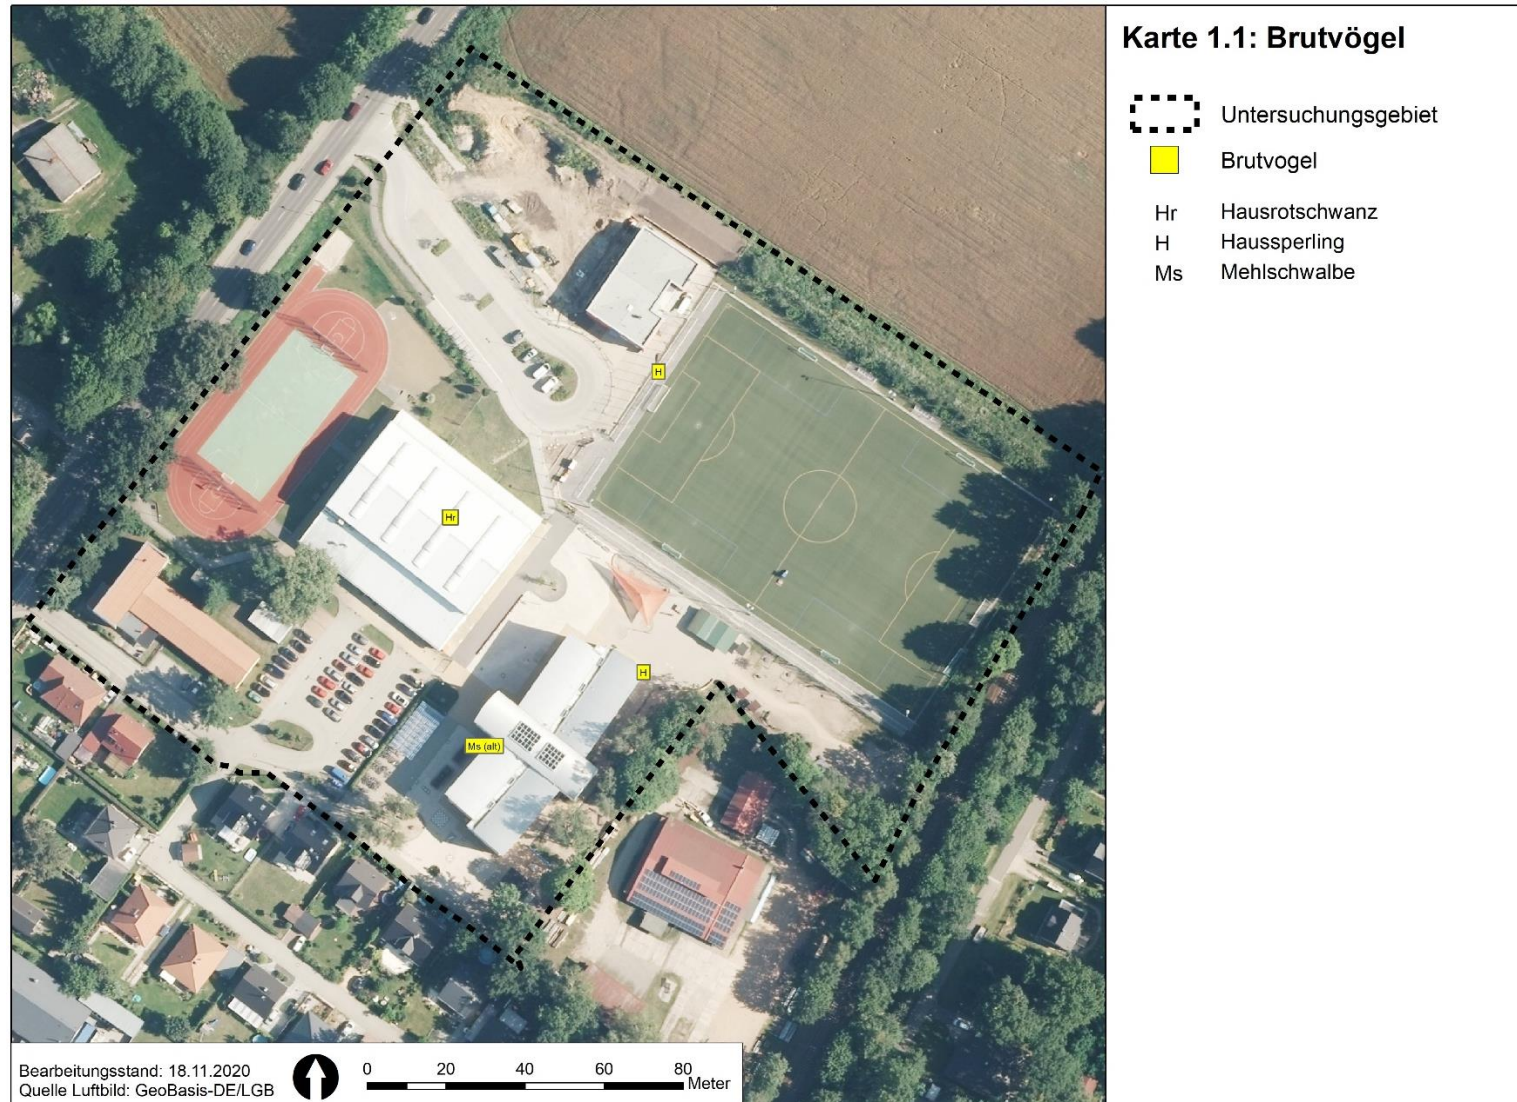 Karte 1.1: Brutvögel
Untersuchungsgebiet
Brutvogel
Hr Hausrotschwanz
H Haussperling
Ms Mehlschwalbe
H
Hr
H
Ms (alt)
Bearbeitungsstand: 18.11.2020
Quelle Luftbild: GeoBasis-DE/LGB
0 20 40 60 80
Meter